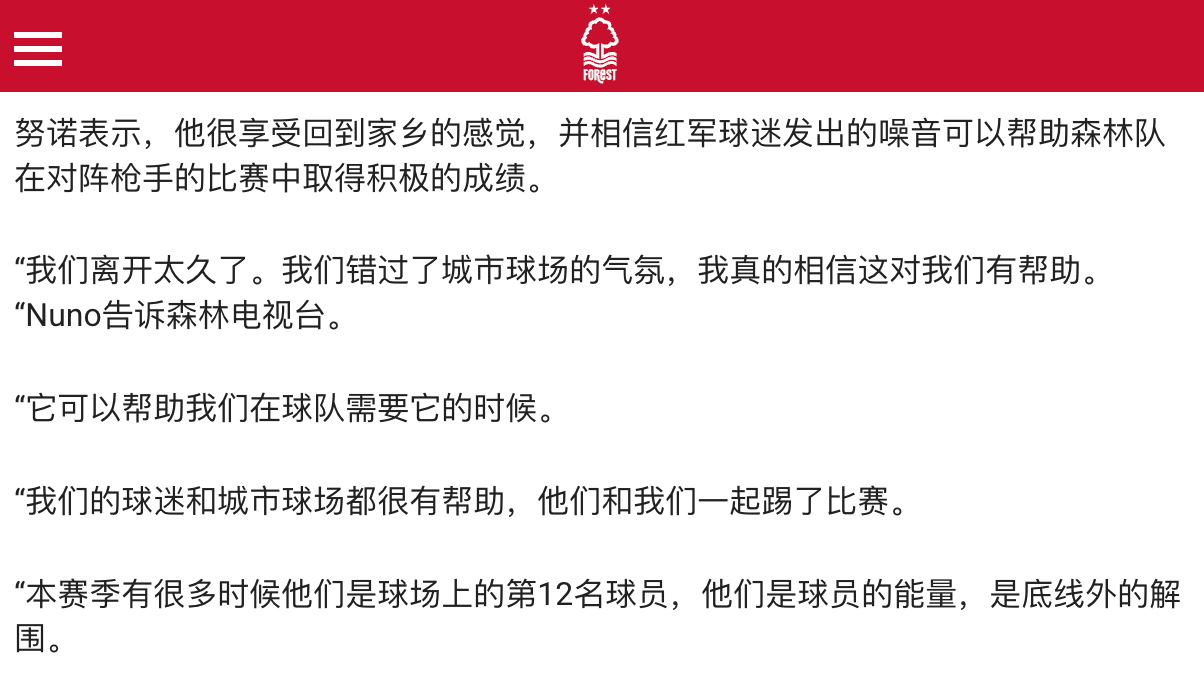 FOREST
努诺表示，他很享受回到家乡的感觉，并相信红军球迷发出的噪音可以帮助森林队
在对阵枪手的比赛中取得积极的成绩。
“我们离开太久了。我们错过了城市球场的气氛，我真的相信这对我们有帮助。
“Nuno告诉森林电视台。
“它可以帮助我们在球队需要它的时候。
“我们的球迷和城市球场都很有帮助，他们和我们一起踢了比赛。
“本赛季有很多时候他们是球场上的第12名球员，他们是球员的能量，是底线外的解
围。